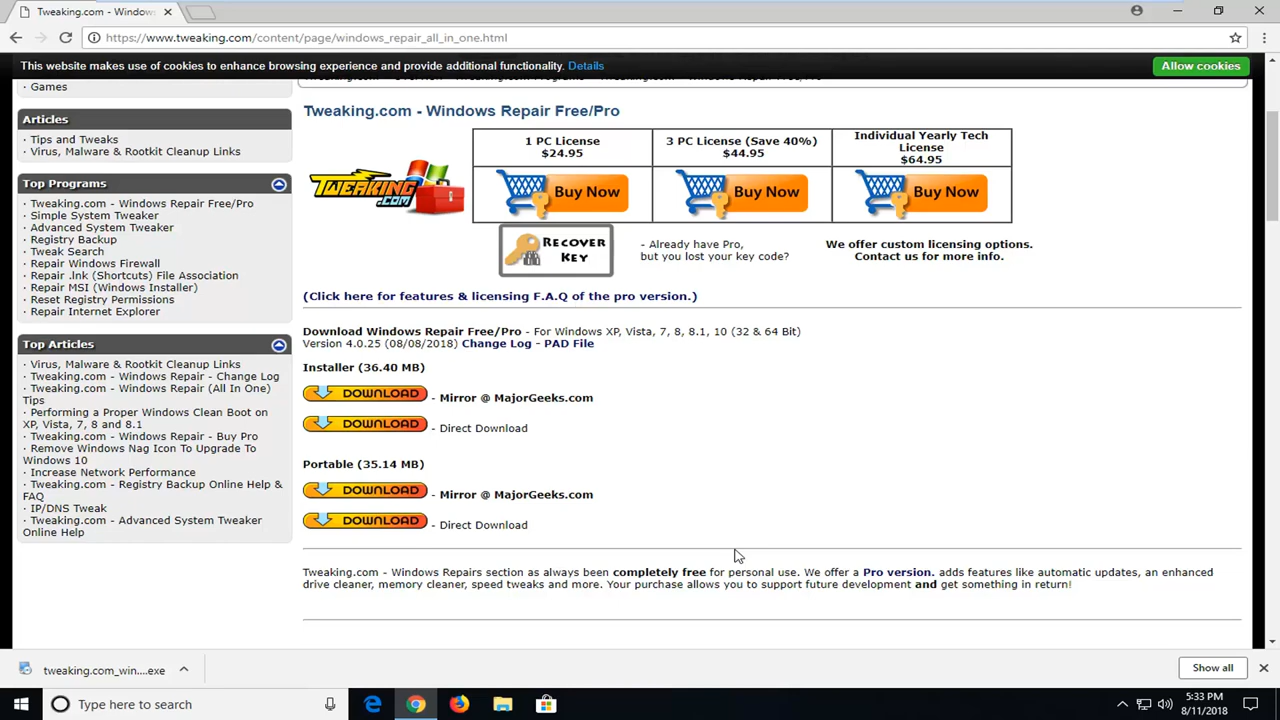 Tweaking.com - Window
https://www.tweaking.com/content/page/windows_repair_all_in_one.html
This website makes use of cookies to enhance browsing experience and provide additional functionality. Details
Allow cookies
· Games
Articles
· Tips and Tweaks
· Virus, Malware & Rootkit Cleanup Links
Top Programs
· Tweaking.com - Windows Repair Free/Pro
· Simple System Tweaker
· Advanced System Tweaker
· Registry Backup
· Tweak Search
· Repair Windows Firewall
· Repair .lnk (Shortcuts) File Association
· Repair MSI (Windows Installer)
· Reset Registry Permissions
· Repair Internet Explorer
Top Articles
· Virus, Malware & Rootkit Cleanup Links
· Tweaking.com - Windows Repair - Change Log
· Tweaking.com - Windows Repair (All In One)
Tips
· Performing a Proper Windows Clean Boot on
XP, Vista, 7, 8 and 8.1
· Tweaking.com - Windows Repair - Buy Pro
· Remove Windows Nag Icon To Upgrade To
Windows 10
· Increase Network Performance
· Tweaking.com - Registry Backup Online Help &
FAQ
· IP/DNS Tweak
· Tweaking.com - Advanced System Tweaker
Online Help
Tweaking.com - Windows Repair Free/Pro
TWEAKING
.COM
1 PC License
$24.95
Buy Now
3 PC License (Save 40%)
$44.95
Buy Now
Individual Yearly Tech
License
$64.95
Buy Now
RECOVER
KEY
- Already have Pro,
but you lost your key code?
We offer custom licensing options.
Contact us for more info.
(Click here for features & licensing F.A.Q of the pro version.)
Download Windows Repair Free/Pro - For Windows XP, Vista, 7, 8, 8.1, 10 (32 & 64 Bit)
Version 4.0.25 (08/08/2018) Change Log - PAD File
Installer (36.40 MB)
DOWNLOAD - Mirror @ MajorGeeks.com
DOWNLOAD - Direct Download
Portable (35.14 MB)
DOWNLOAD - Mirror @ MajorGeeks.com
DOWNLOAD - Direct Download
Tweaking.com - Windows Repairs section as always been completely free for personal use. We offer a Pro version. adds features like automatic updates, an enhanced
drive cleaner, memory cleaner, speed tweaks and more. Your purchase allows you to support future development and get something in return!
tweaking.com_win....exe
Show all
Type here to search
5:33 PM
8/11/2018